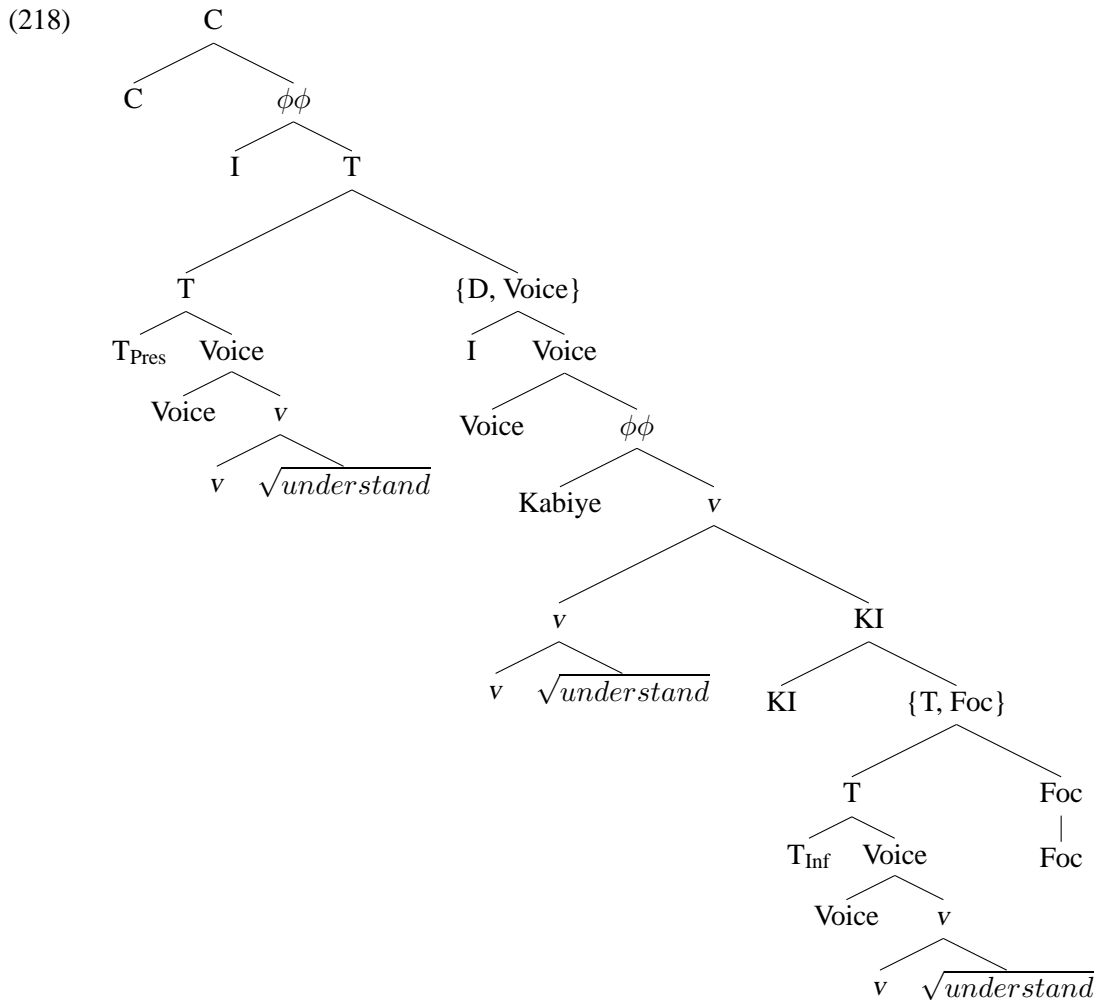 (218)
C
C ϕϕ
I T
T {D, Voice}
T_Pres Voice I Voice
Voice v Voice ϕϕ
v √understand Kabiye v
v KI
v √understand KI {T, Foc}
T Foc
T_Inf Voice Foc
Voice v
v √understand